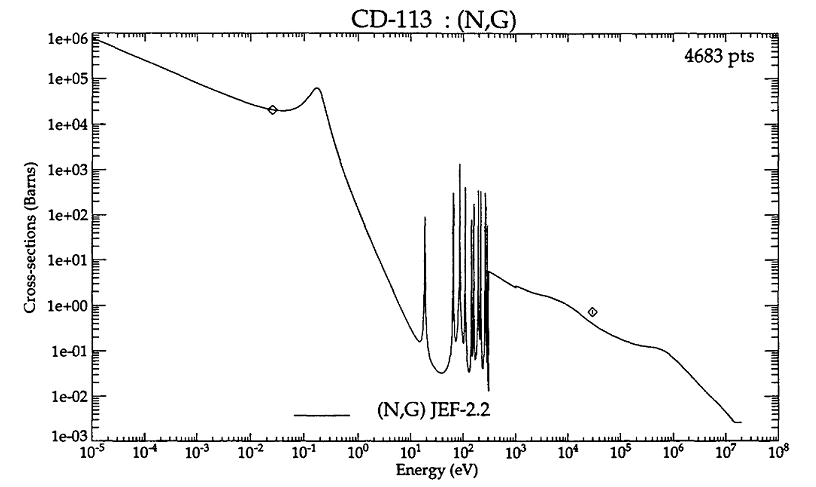 CD-113 : (N,G)
4683 pts
Cross-sections (Barns)
1e+06
1e+05
1e+04
1e+03
1e+02
1e+01
1e+00
1e-01
1e-02
1e-03
(N,G) JEF-2.2
10-5 10-4 10-3 10-2 10-1 10^0 10^1 10^2 10^3 10^4 10^5 10^6 10^7 10^8
Energy (eV)